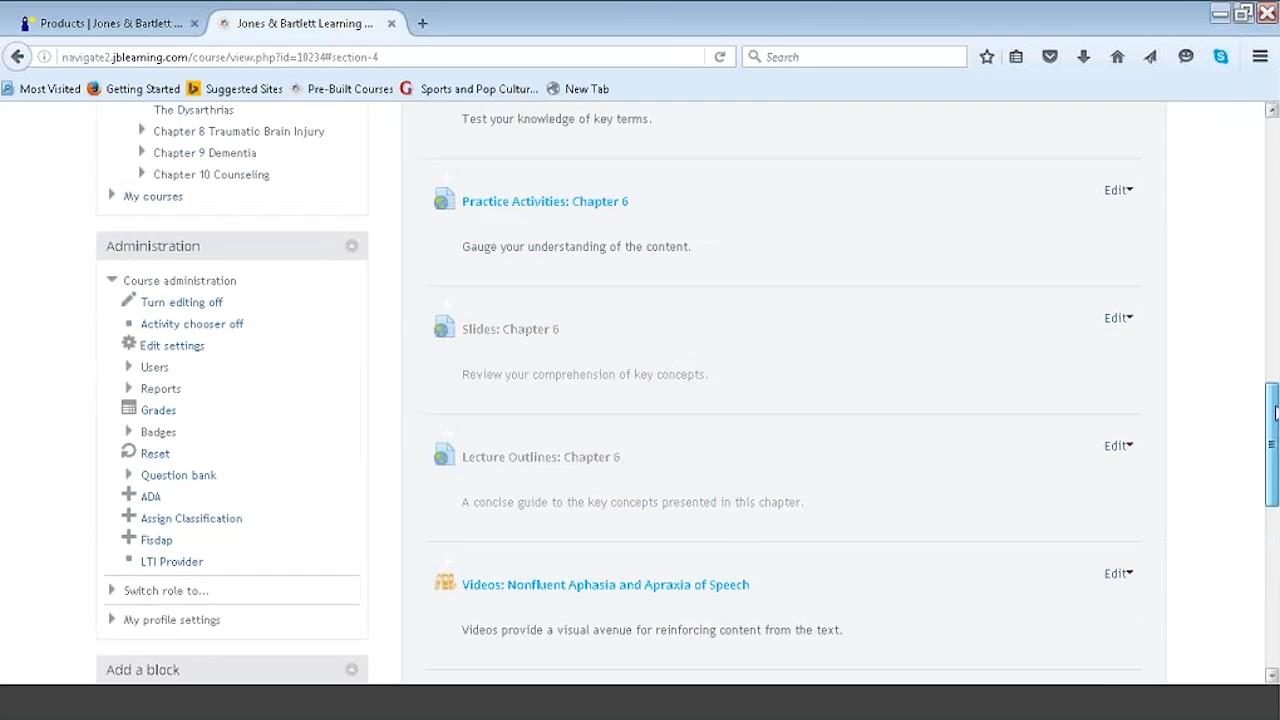 Products | Jones & Bartlett ...
Jones & Bartlett Learning ...
navigate2.jblearning.com/course/view.php?id=10234#section-4
Search
Most Visited
Getting Started
Suggested Sites
Pre-Built Courses
Sports and Pop Cultur...
New Tab
The Dysarthrias
Chapter 8 Traumatic Brain Injury
Chapter 9 Dementia
Chapter 10 Counseling
My courses
Administration
Course administration
Turn editing off
Activity chooser off
Edit settings
Users
Reports
Grades
Badges
Reset
Question bank
ADA
Assign Classification
Fisdap
LTI Provider
Switch role to...
My profile settings
Add a block
Test your knowledge of key terms.
Practice Activities: Chapter 6
Edit
Gauge your understanding of the content.
Slides: Chapter 6
Edit
Review your comprehension of key concepts.
Lecture Outlines: Chapter 6
Edit
A concise guide to the key concepts presented in this chapter.
Videos: Nonfluent Aphasia and Apraxia of Speech
Edit
Videos provide a visual avenue for reinforcing content from the text.